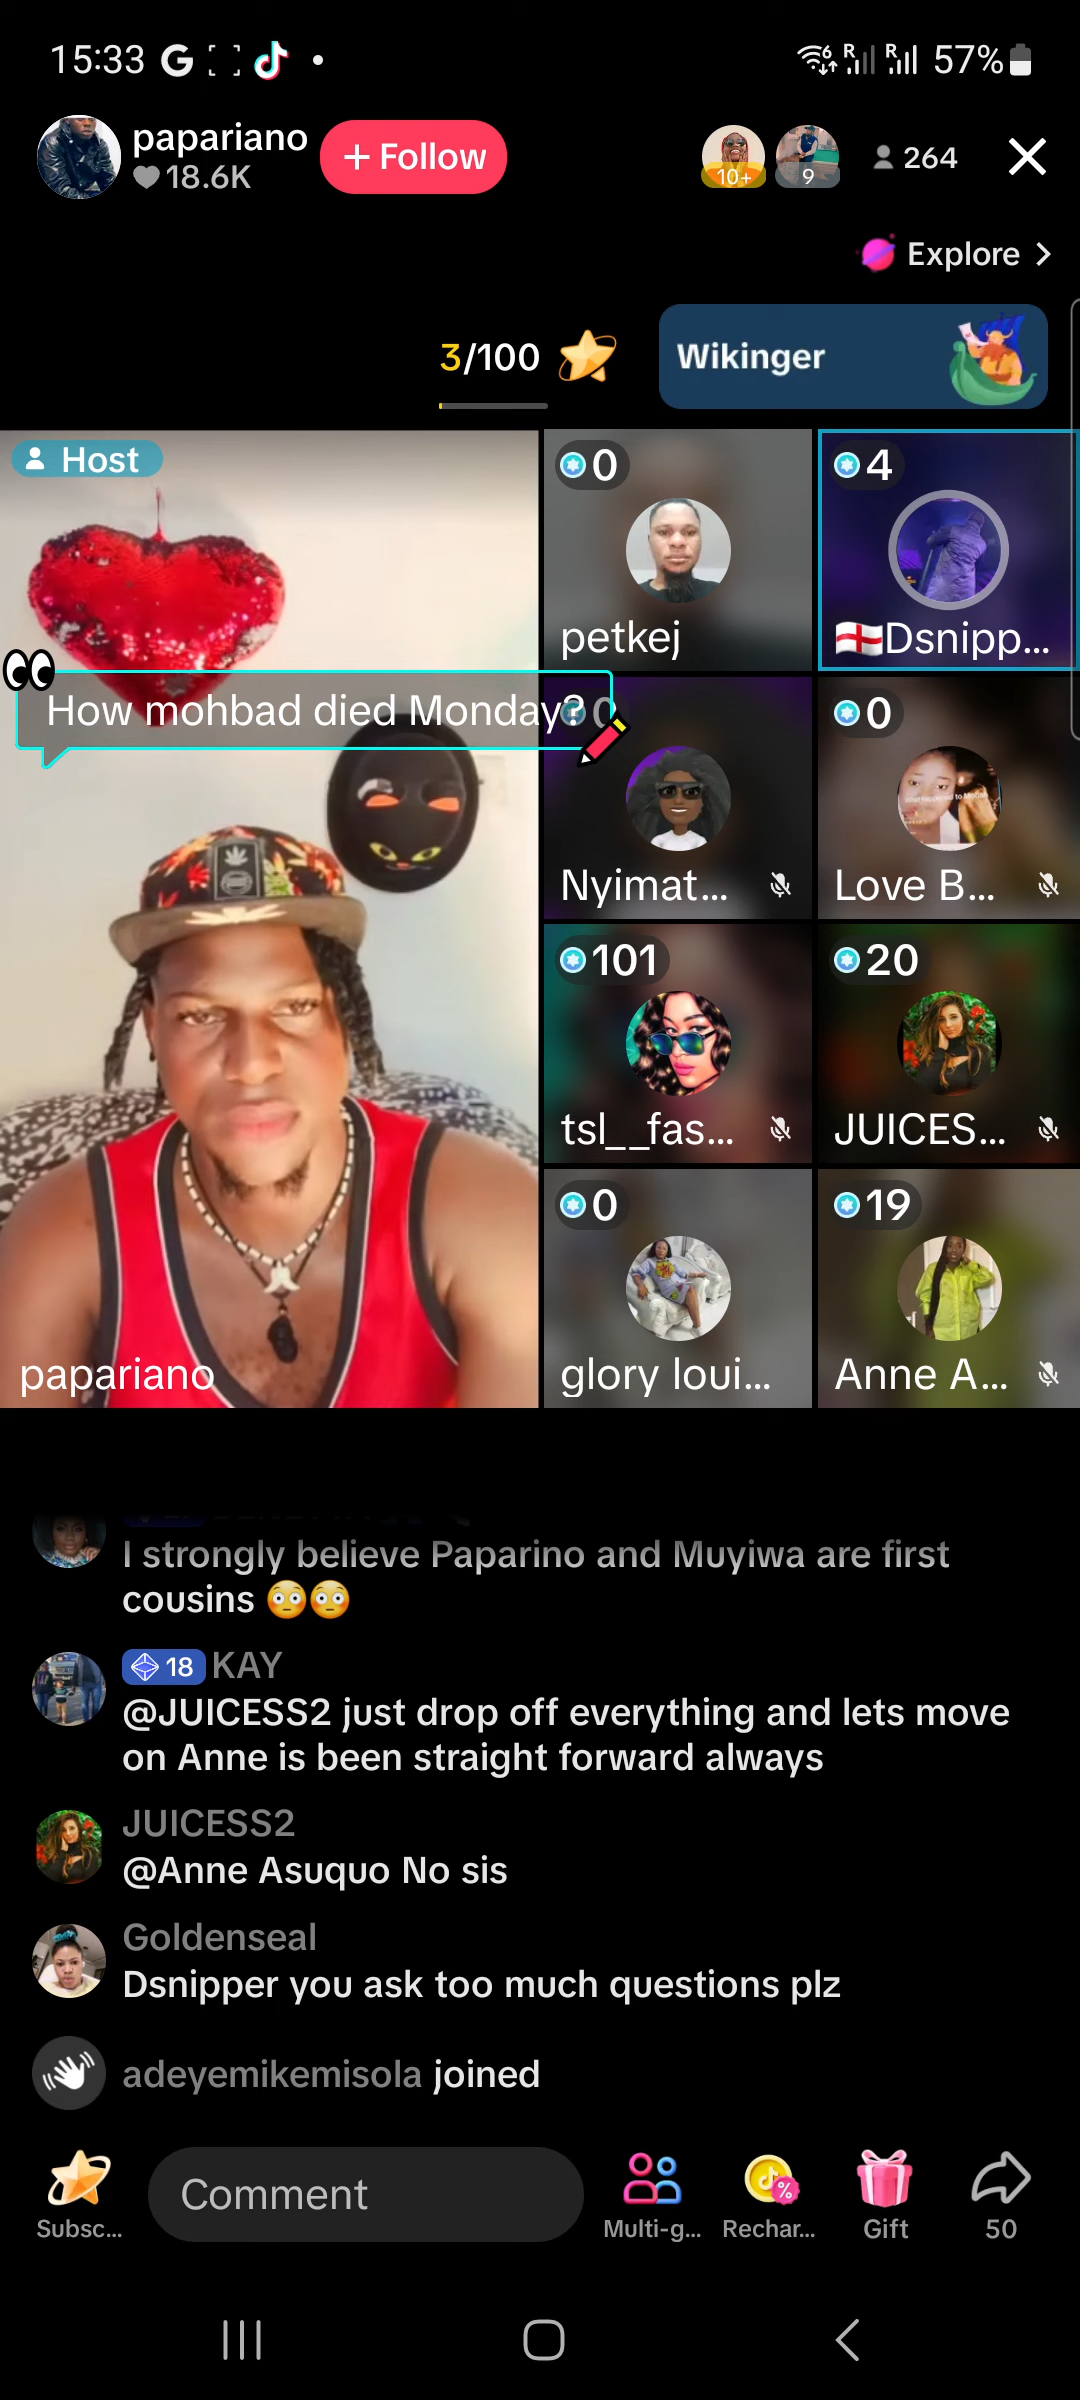 15:33
57%
papariano
18.6K
+ Follow
10+
9
264
Explore
3/100
Wikinger
Host
0
petkej
4
Dsnipp...
How mohbad died Monday?
0
Nyimat...
0
Love B...
101
tsl__fas...
20
JUICES...
0
glory loui...
19
Anne A...
papariano
I strongly believe Paparino and Muyiwa are first
cousins 😳😳
18 KAY
@JUICESS2 just drop off everything and lets move
on Anne is been straight forward always
JUICESS2
@Anne Asuquo No sis
Goldenseal
Dsnipper you ask too much questions plz
adeyemikemisola joined
Subsc...
Comment
Multi-g...
Rechar...
Gift
50